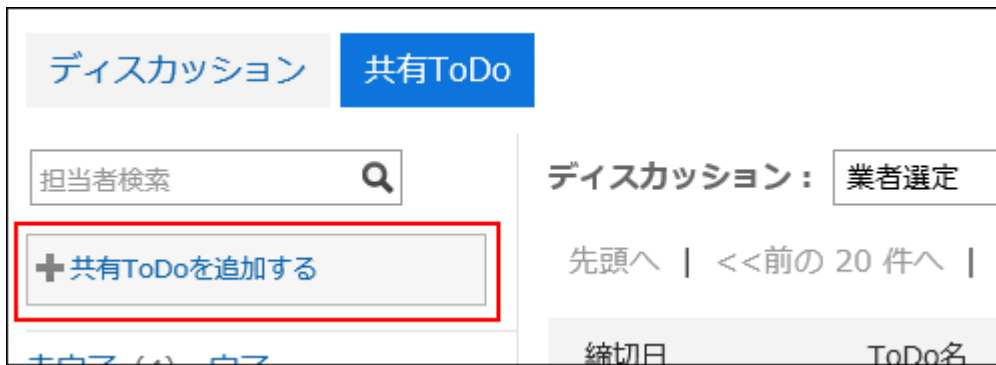 ディスカッション 共有ToDo
担当者検索
ディスカッション： 業者選定
共有ToDoを追加する
先頭へ | <<前の 20 件へ |
締切日 ToDo名